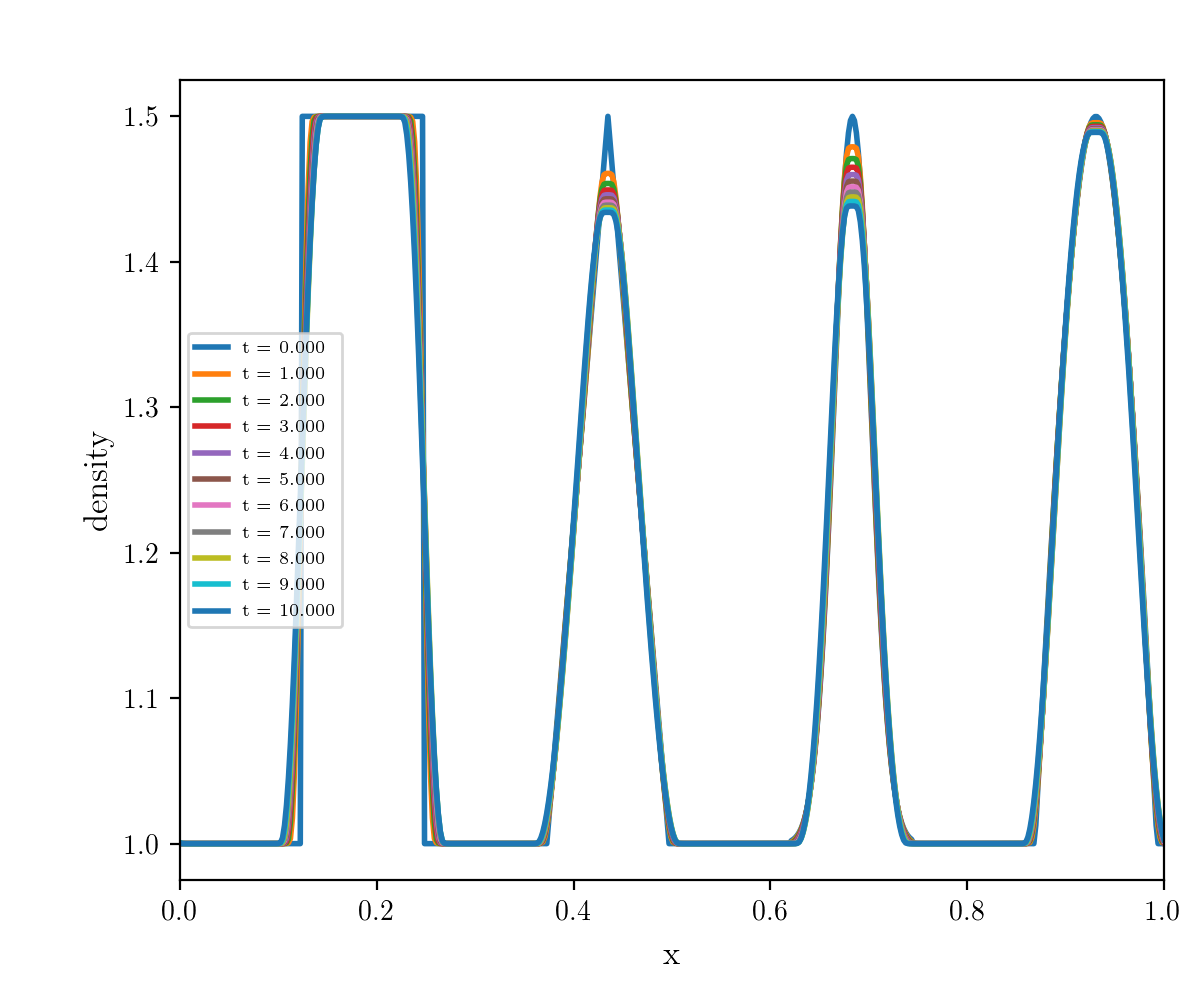 1.5
1.4
1.3
1.2
1.1
1.0
density
t = 0.000
t = 1.000
t = 2.000
t = 3.000
t = 4.000
t = 5.000
t = 6.000
t = 7.000
t = 8.000
t = 9.000
t = 10.000
0.0 0.2 0.4 0.6 0.8 1.0
x